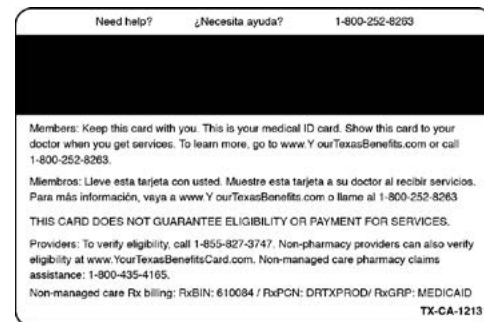 Need help? ¿Necesita ayuda? 1-800-252-8263
Members: Keep this card with you. This is your medical ID card. Show this card to your
doctor when you get services. To learn more, go to www.Y ourTexasBenefits.com or call
1-800-252-8263.
Miembros: Lleve esta tarjeta con usted. Muestre esta tarjeta a su doctor al recibir servicios.
Para más información, vaya a www.Y ourTexasBenefits.com o llame al 1-800-252-8263
THIS CARD DOES NOT GUARANTEE ELIGIBILITY OR PAYMENT FOR SERVICES.
Providers: To verify eligibility, call 1-855-827-3747. Non-pharmacy providers can also verify
eligibility at www.YourTexasBenefitsCard.com. Non-managed care pharmacy claims
assistance: 1-800-435-4165.
Non-managed care Rx billing: RxBIN: 610084 / RxPCN: DRTXPROD/ RxGRP: MEDICAID
TX-CA-1213